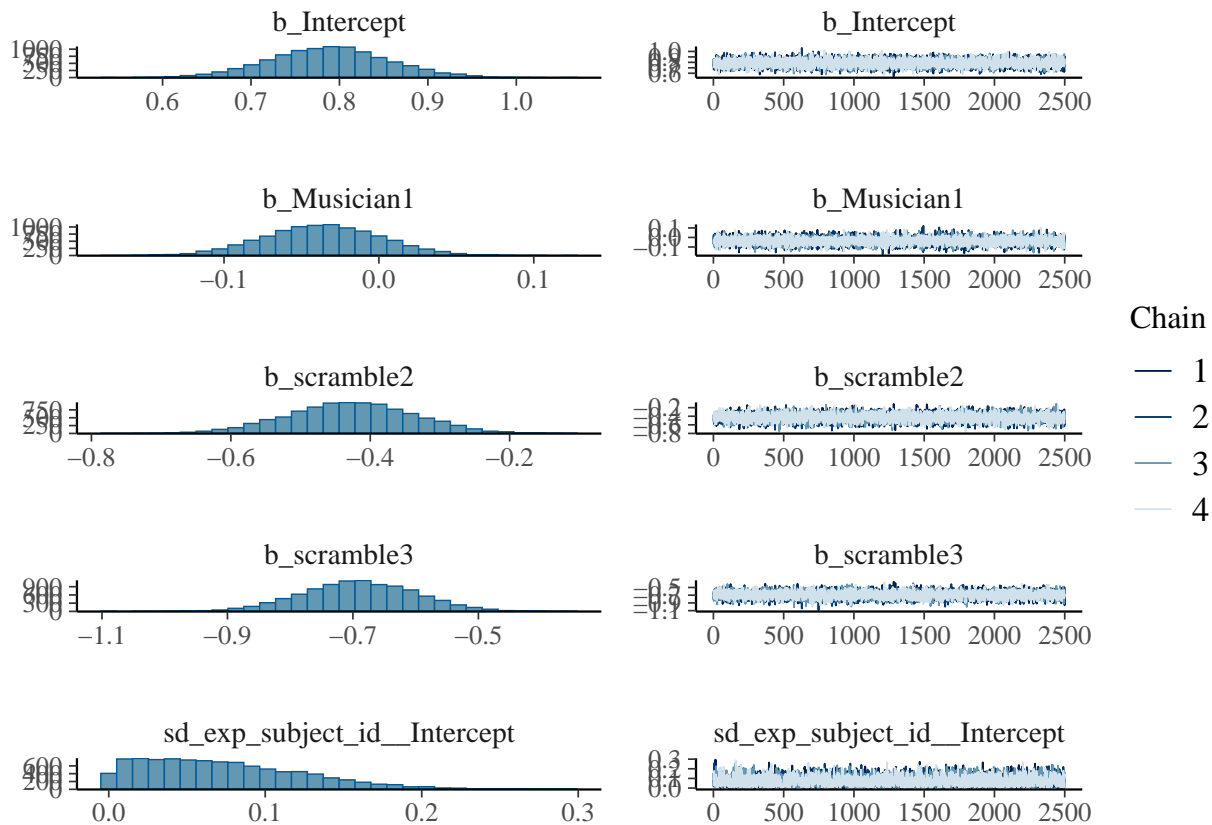 b_Intercept
0.6 0.7 0.8 0.9 1.0
b_Intercept
0 500 1000 1500 2000 2500
b_Musician1
−0.1 0.0 0.1
b_Musician1
0 500 1000 1500 2000 2500
b_scramble2
−0.8 −0.6 −0.4 −0.2
b_scramble2
0 500 1000 1500 2000 2500
b_scramble3
−1.1 −0.9 −0.7 −0.5
b_scramble3
0 500 1000 1500 2000 2500
sd_exp_subject_id__Intercept
0.0 0.1 0.2 0.3
sd_exp_subject_id__Intercept
0 500 1000 1500 2000 2500
Chain
1
2
3
4